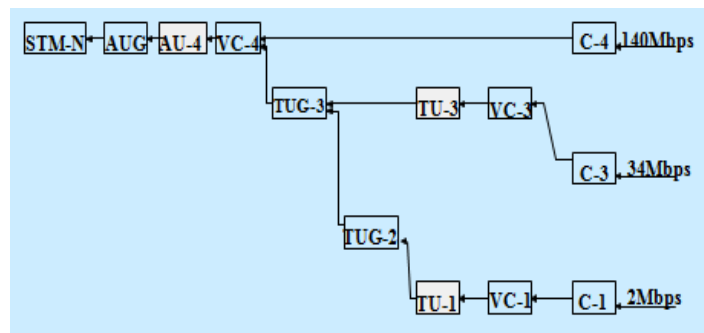 STM-N AUG AU-4 VC-4 C-4 140Mbps
TUG-3 TU-3 VC-3
C-3 34Mbps
TUG-2
TU-1 VC-1 C-1 2Mbps